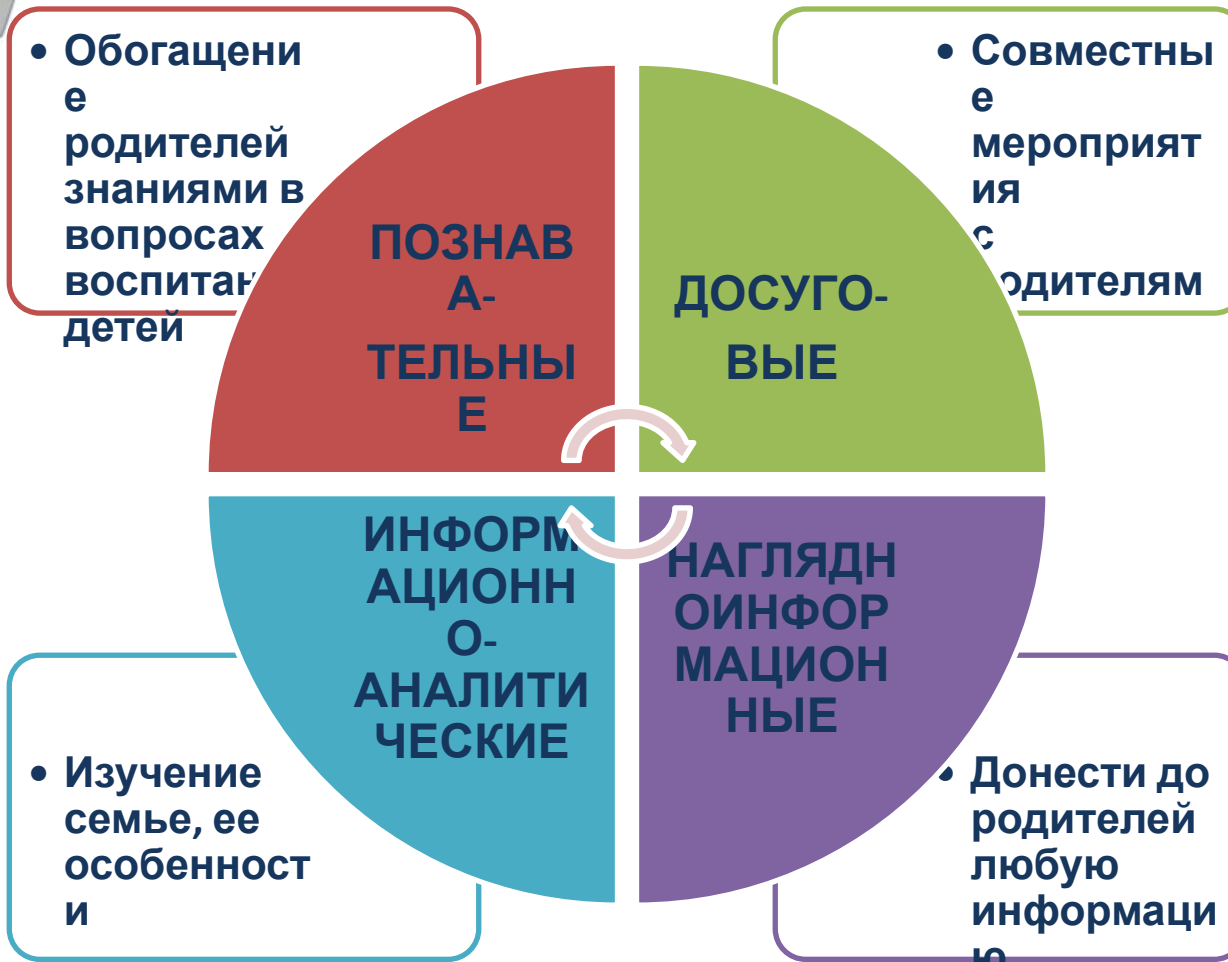 • Обогащени
е
родителей
знаниями в
вопросах
воспитан
детей
• Совместны
е
мероприят
ия
с
одителям
ПОЗНАВ
А-
ТЕЛЬНЫ
Е
ДОСУГО-
ВЫЕ
ИНФОРМ
АЦИОНН
О-
АНАЛИТИ
ЧЕСКИЕ
НАГЛЯДН
ОИНФОР
МАЦИОН
НЫЕ
• Изучение
семье, ее
особенност
и
• Донести до
родителей
любую
информаци
ю